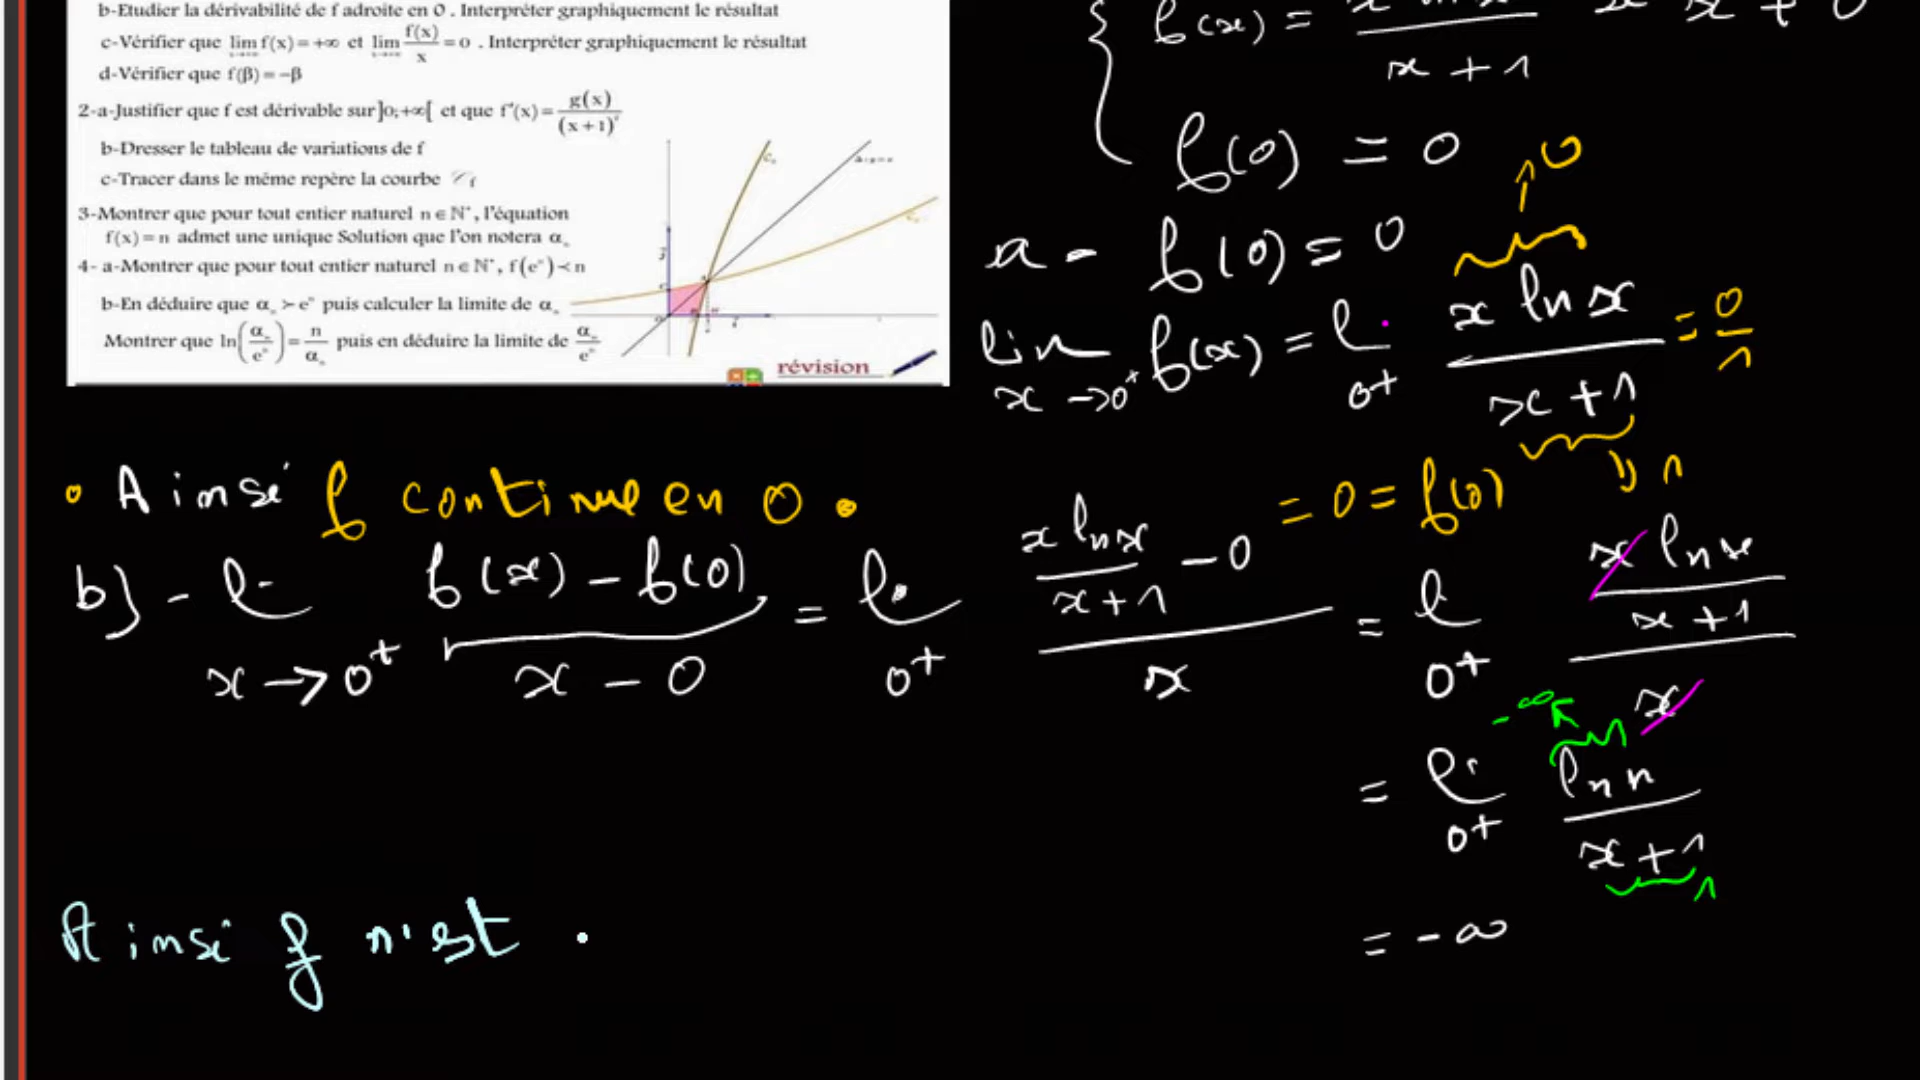 b-Etudier la dérivabilité de f adroite en 0 . Interpréter graphiquement le résultat
c-Vérifier que lim f(x) = +∞ et lim f(x)/x = 0 . Interpréter graphiquement le résultat
d-Vérifier que f(β) = -β
2-a-Justifier que f est dérivable sur ]0;+∞[ et que f'(x) = g(x)/(x+1)²
b-Dresser le tableau de variations de f
c-Tracer dans le même repère la courbe 𝒞f
3-Montrer que pour tout entier naturel n ∈ ℕ*, l'équation
f(x) = n admet une unique Solution que l'on notera αn
4- a-Montrer que pour tout entier naturel n ∈ ℕ*, f(eⁿ) ≺ n
b-En déduire que αn ≻ eⁿ puis calculer la limite de αn
Montrer que ln(αn/eⁿ) = n/αn puis en déduire la limite de αn/eⁿ
révision
f(x) = x ln x / x + 1
f(0) = 0
a - f(0) = 0
lim x→0⁺ f(x) = l 0+ x ln x / x + 1 = 0/1
0
1
= 0 = f(0)
• Ainsi f continue en 0 .
b) - l x→0⁺ f(x) - f(0) / x - 0 = l 0+ (x ln x / x + 1 - 0) / x = l 0+ (x ln x / x + 1) / x
= l 0+ ln x / x + 1
-∞
1
= -∞
Ainsi f n'est .